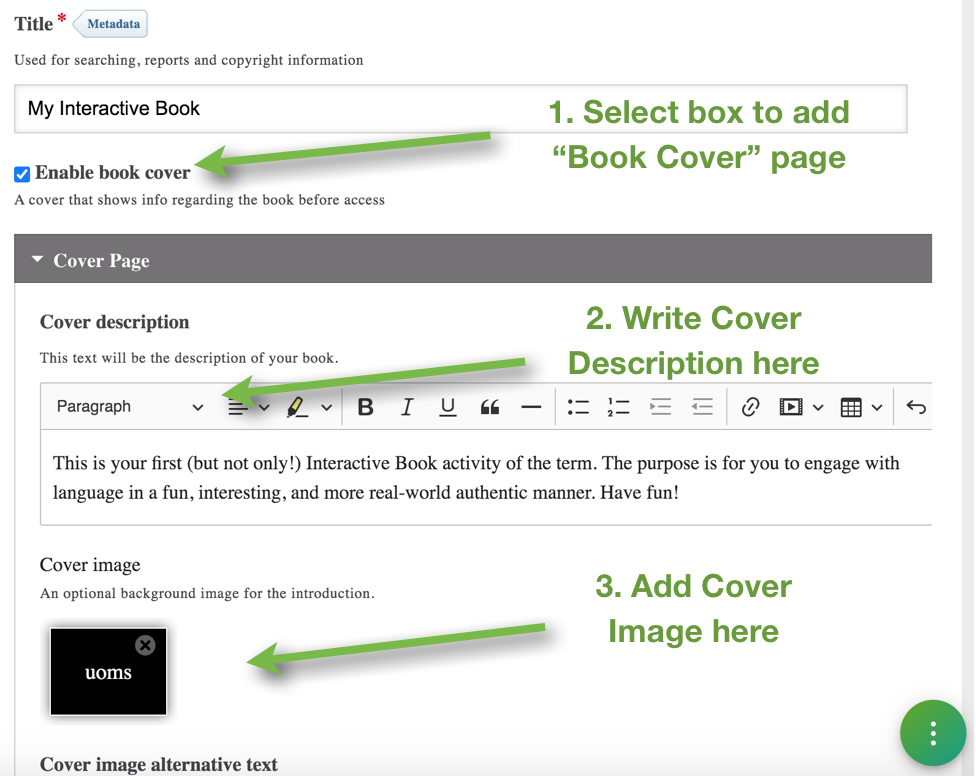 Title *
Metadata
Used for searching, reports and copyright information
My Interactive Book
1. Select box to add
“Book Cover” page
Enable book cover
A cover that shows info regarding the book before access
Cover Page
Cover description
2. Write Cover
Description here
This text will be the description of your book.
Paragraph
B I U
This is your first (but not only!) Interactive Book activity of the term. The purpose is for you to engage with
language in a fun, interesting, and more real-world authentic manner. Have fun!
Cover image
An optional background image for the introduction.
3. Add Cover
Image here
uoms
Cover image alternative text